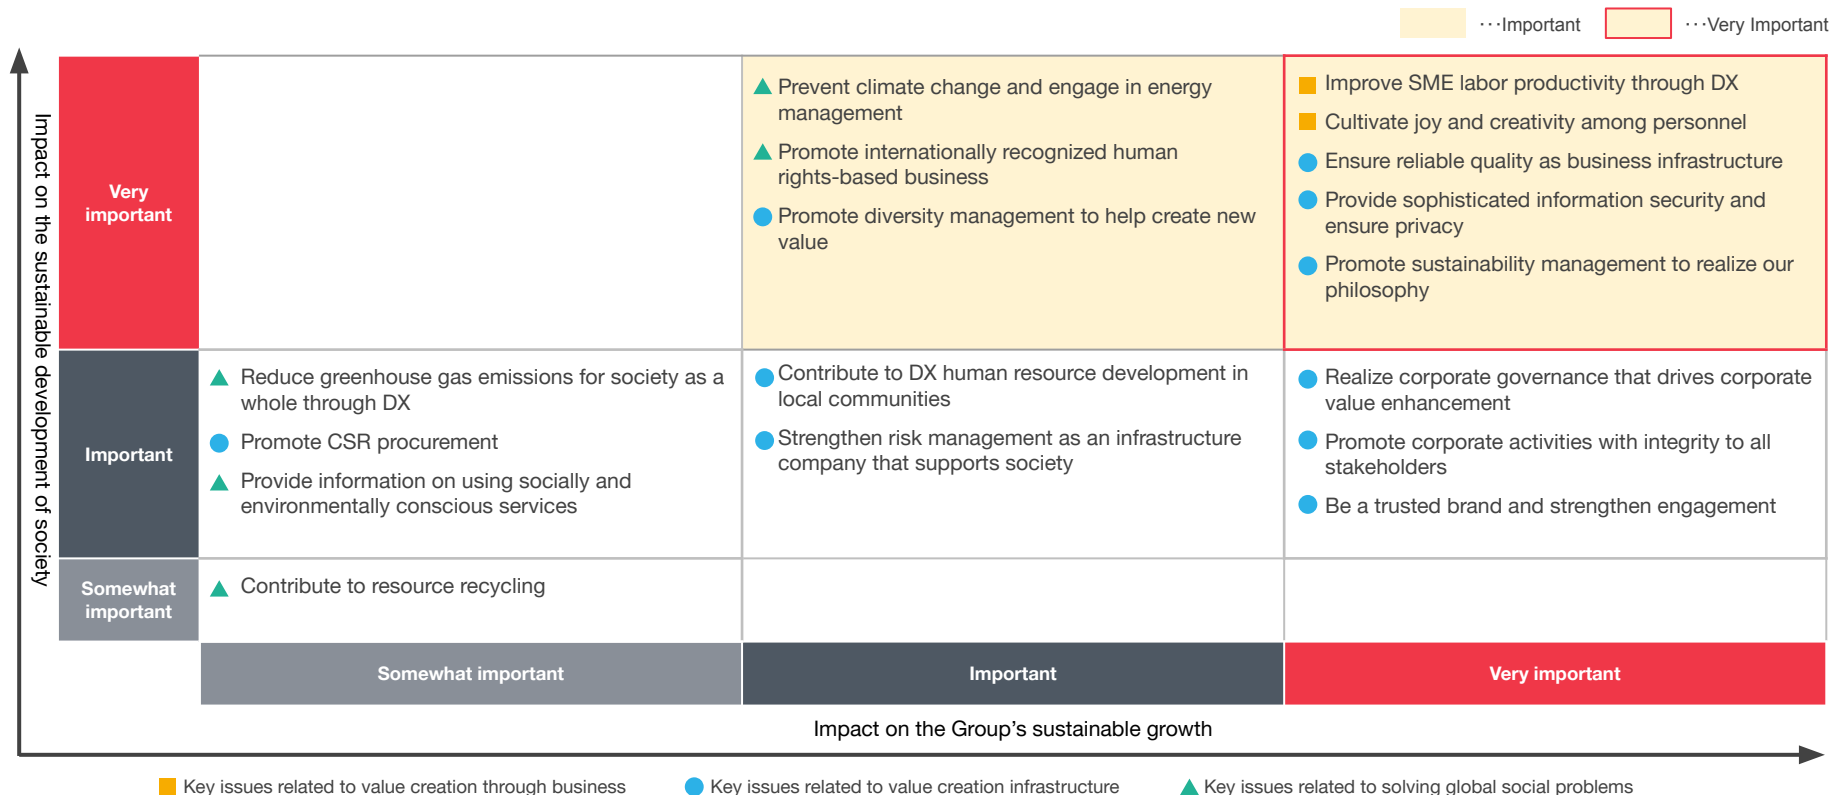 ···Important
···Very Important
Impact on the sustainable development of society
Very
important
Prevent climate change and engage in energy
management
Promote internationally recognized human
rights-based business
Promote diversity management to help create new
value
Improve SME labor productivity through DX
Cultivate joy and creativity among personnel
Ensure reliable quality as business infrastructure
Provide sophisticated information security and
ensure privacy
Promote sustainability management to realize our
philosophy
Important
Reduce greenhouse gas emissions for society as a
whole through DX
Promote CSR procurement
Provide information on using socially and
environmentally conscious services
Contribute to DX human resource development in
local communities
Strengthen risk management as an infrastructure
company that supports society
Realize corporate governance that drives corporate
value enhancement
Promote corporate activities with integrity to all
stakeholders
Be a trusted brand and strengthen engagement
Somewhat
important
Contribute to resource recycling
Somewhat important
Important
Very important
Impact on the Group’s sustainable growth
Key issues related to value creation through business
Key issues related to value creation infrastructure
Key issues related to solving global social problems